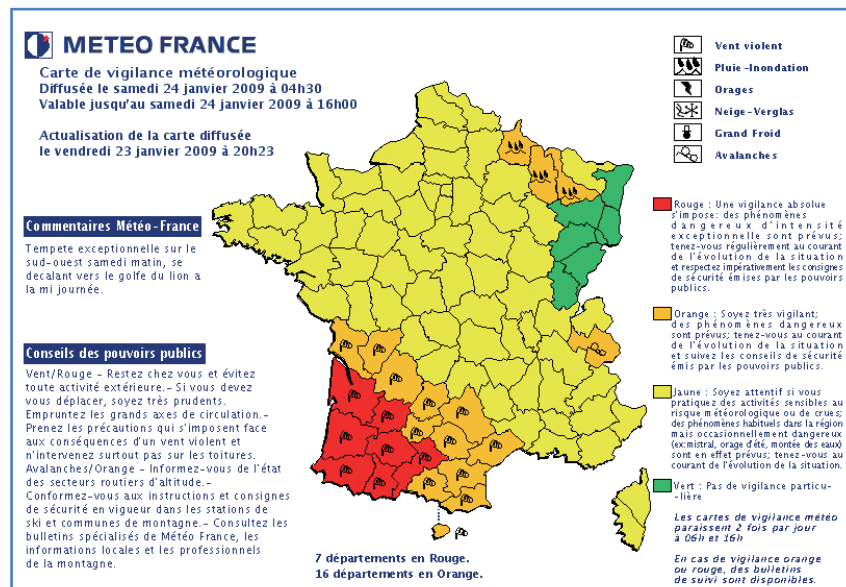 METEO FRANCE
Carte de vigilance météorologique
Diffusée le samedi 24 janvier 2009 à 04h30
Valable jusqu'au samedi 24 janvier 2009 à 16h00
Actualisation de la carte diffusée
le vendredi 23 janvier 2009 à 20h23
Commentaires Météo-France
Tempete exceptionnelle sur le
sud-ouest samedi matin, se
decalant vers le golfe du lion a
la mi journée.
Conseils des pouvoirs publics
Vent/Rouge – Restez chez vous et évitez
toute activité extérieure.– Si vous devez
vous déplacer, soyez très prudents.
Empruntez les grands axes de circulation.–
Prenez les précautions qui s'imposent face
aux conséquences d'un vent violent et
n'intervenez surtout pas sur les toitures.
Avalanches/Orange – Informez-vous de l'état
des secteurs routiers d'altitude.–
Conformez-vous aux instructions et consignes
de sécurité en vigueur dans les stations de
ski et communes de montagne.– Consultez les
bulletins spécialisés de Météo France, les
informations locales et les professionnels
de la montagne.
7 départements en Rouge.
16 départements en Orange.
Vent violent
Pluie-Inondation
Orages
Neige-Verglas
Grand Froid
Avalanches
Rouge : Une vigilance absolue
s'impose: des phénomènes
dangereux d'intensité
exceptionnelle sont prévus;
tenez-vous régulièrement au courant
de l'évolution de la situation
et respectez impérativement les consignes
de sécurité émises par les pouvoirs
publics.
Orange : Soyez très vigilant;
des phénomènes dangereux
sont prévus; tenez-vous au courant
de l'évolution de la situation
et suivez les conseils de sécurité
émis par les pouvoirs publics.
Jaune : Soyez attentif si vous
pratiquez des activités sensibles au
risque météorologique ou de crues;
des phénomènes habituels dans la région
mais occasionnellement dangereux
(ex:mistral, orage d'été, montée des eaux)
sont en effet prévus; tenez-vous au
courant de l'évolution de la situation.
Vert : Pas de vigilance particu-
-lière
Les cartes de vigilance météo
paraissent 2 fois par jour
à 06h et 16h
En cas de vigilance orange
ou rouge, des bulletins
de suivi sont disponibles.